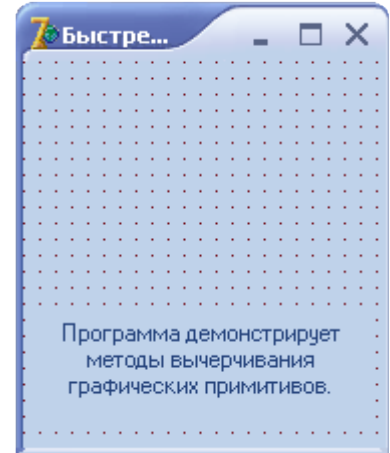 Быстре...
Программа демонстрирует
методы вычерчивания
графических примитивов.